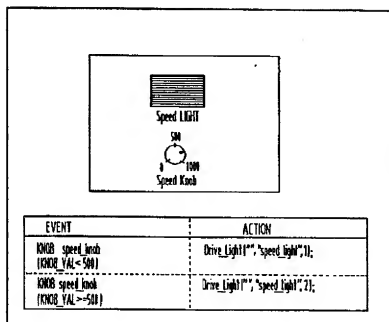 Speed LIGHT
500
0 1000
Speed Knob
EVENT ACTION
KNOB speed_knob Drive_Light("","speed_light",1);
(KNOB_VAL<500)
KNOB speed_knob Drive_Light("","speed_light",2);
(KNOB_VAL>=500)